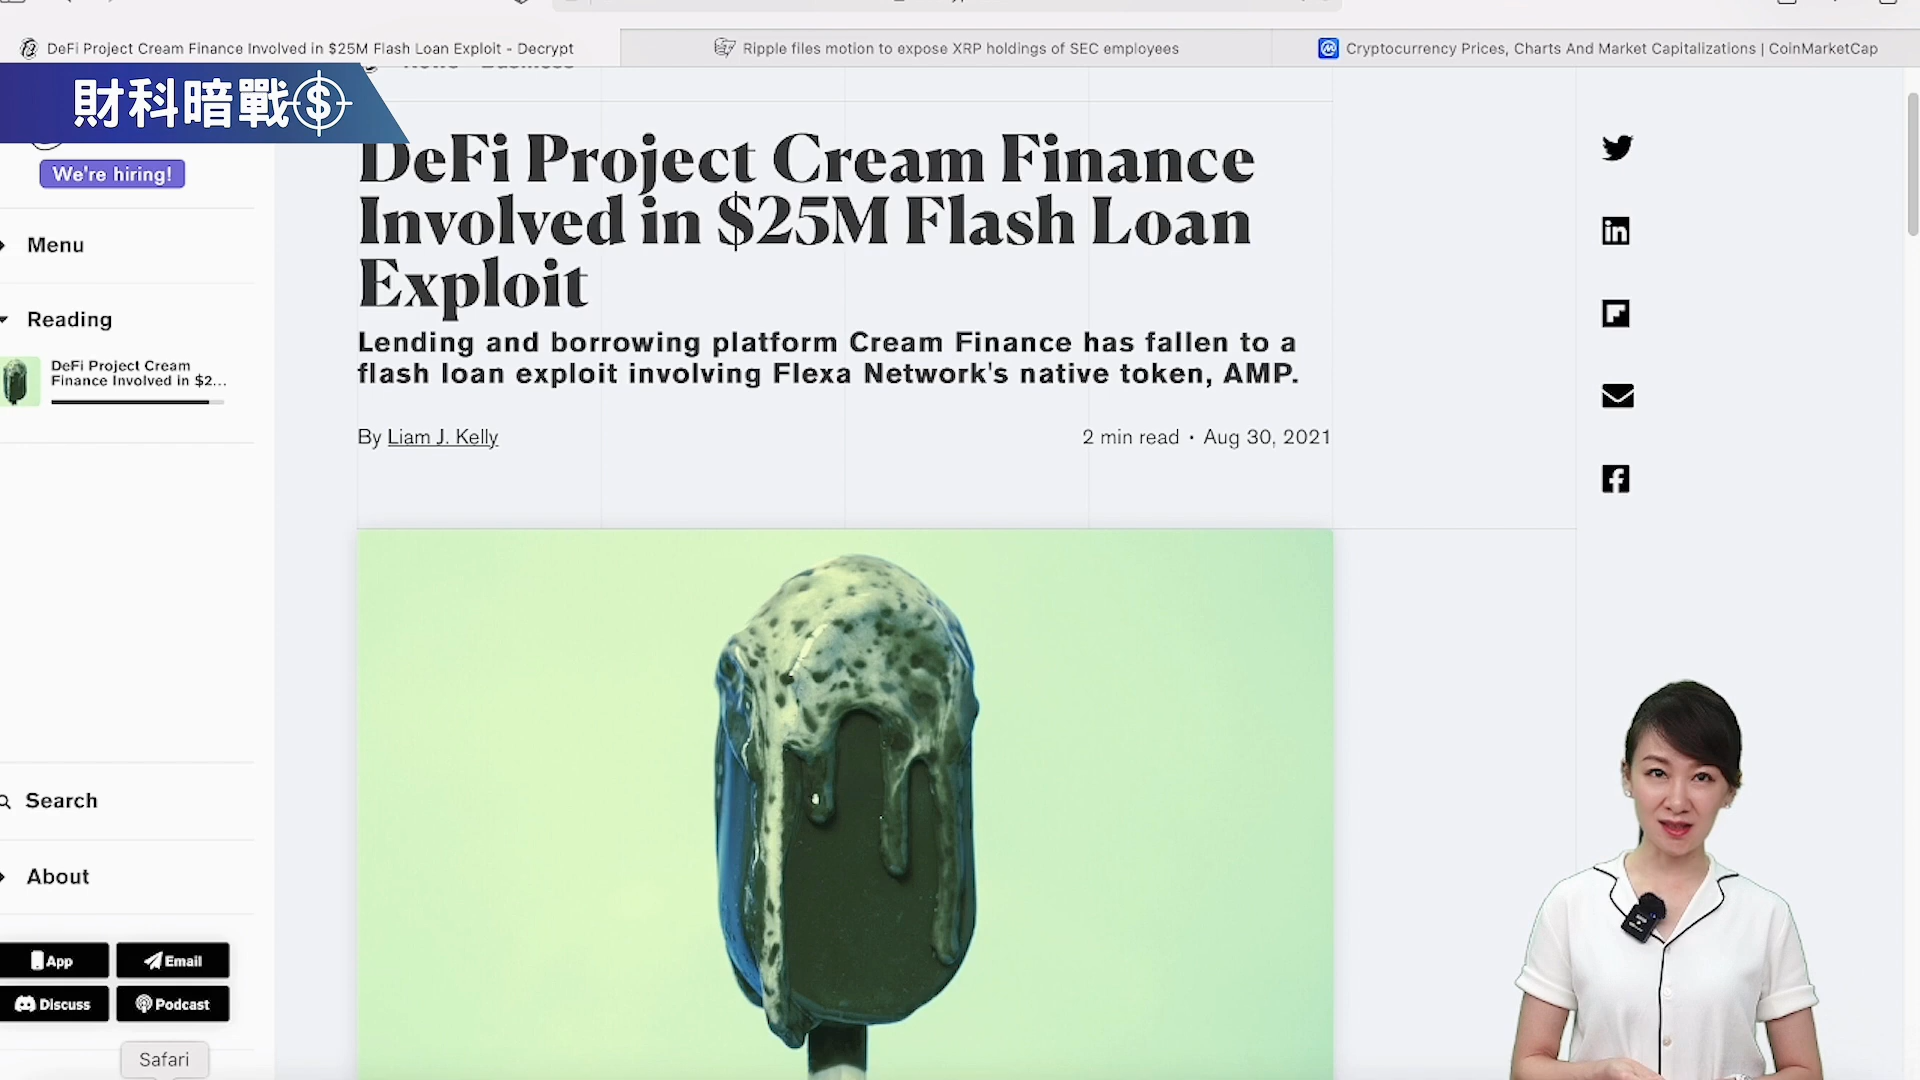 DeFi Project Cream Finance Involved in $25M Flash Loan Exploit - Decrypt
Ripple files motion to expose XRP holdings of SEC employees
Cryptocurrency Prices, Charts And Market Capitalizations | CoinMarketCap
財科暗戰
We're hiring!
Menu
Reading
DeFi Project Cream
Finance Involved in $2...
Search
About
App
Email
Discuss
Podcast
Safari
DeFi Project Cream Finance
Involved in $25M Flash Loan
Exploit
Lending and borrowing platform Cream Finance has fallen to a
flash loan exploit involving Flexa Network's native token, AMP.
By Liam J. Kelly
2 min read • Aug 30, 2021